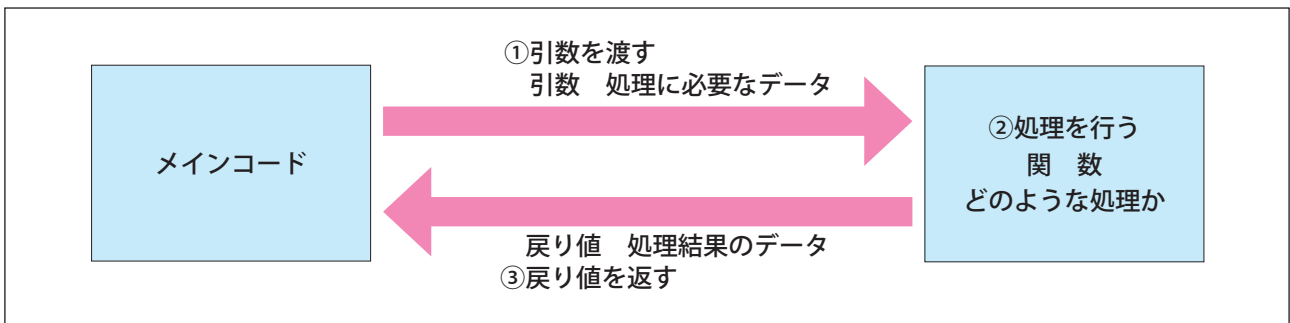 ①引数を渡す
引数　処理に必要なデータ
メインコード
②処理を行う
関　数
どのような処理か
戻り値　処理結果のデータ
③戻り値を返す